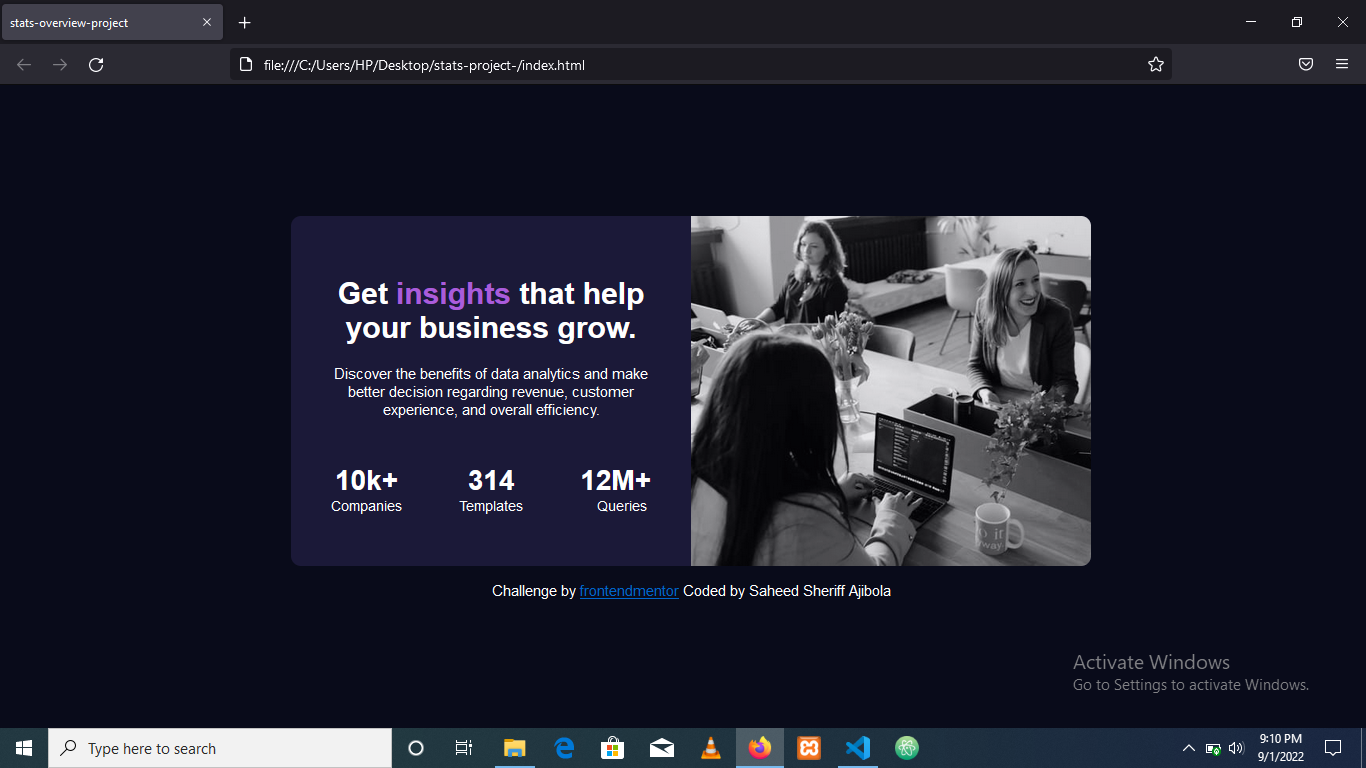 stats-overview-project
file:///C:/Users/HP/Desktop/stats-project-/index.html
Get insights that help
your business grow.
Discover the benefits of data analytics and make
better decision regarding revenue, customer
experience, and overall efficiency.
10k+ 314 12M+
Companies Templates Queries
Challenge by frontendmentor Coded by Saheed Sheriff Ajibola
Activate Windows
Go to Settings to activate Windows.
Type here to search
9:10 PM
9/1/2022